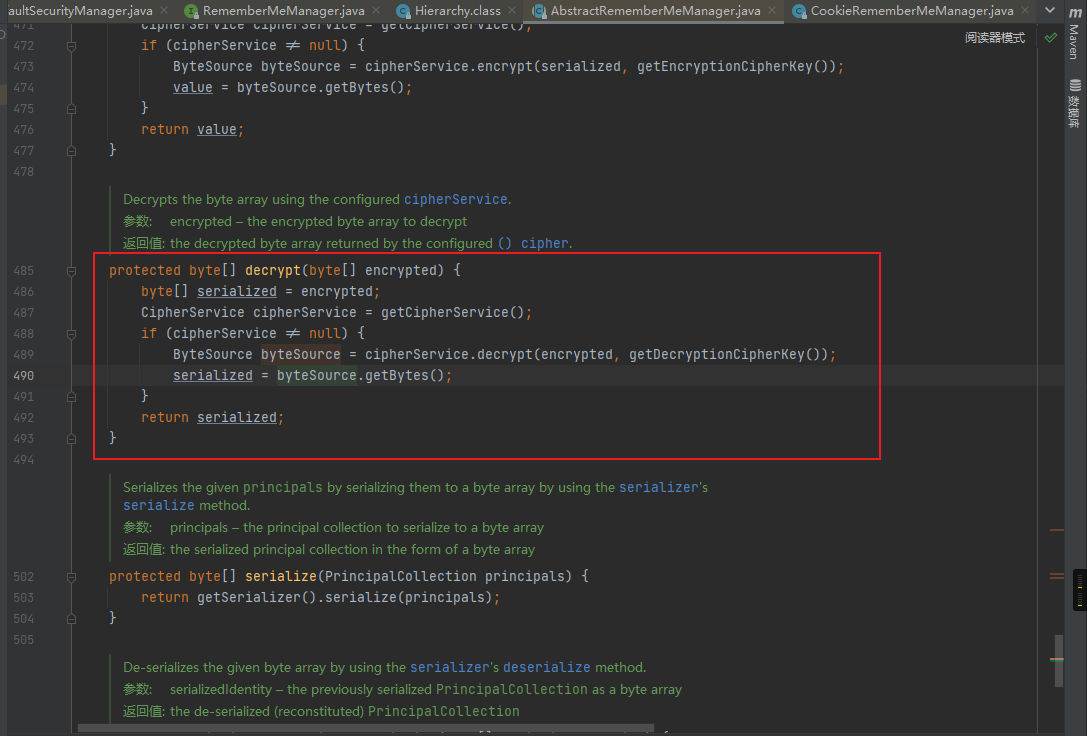 aultSecurityManager.java × RememberMeManager.java × Hierarchy.class × AbstractRememberMeManager.java × CookieRememberMeManager.java ×
471 CipherService cipherService = getCipherService();
阅读器模式
472 if (cipherService ≠ null) {
473 ByteSource byteSource = cipherService.encrypt(serialized, getEncryptionCipherKey());
474 value = byteSource.getBytes();
475 }
476 return value;
477 }
478
Decrypts the byte array using the configured cipherService.
参数: encrypted – the encrypted byte array to decrypt
返回值: the decrypted byte array returned by the configured () cipher.
485 protected byte[] decrypt(byte[] encrypted) {
486 byte[] serialized = encrypted;
487 CipherService cipherService = getCipherService();
488 if (cipherService ≠ null) {
489 ByteSource byteSource = cipherService.decrypt(encrypted, getDecryptionCipherKey());
490 serialized = byteSource.getBytes();
491 }
492 return serialized;
493 }
494
Serializes the given principals by serializing them to a byte array by using the serializer's
serialize method.
参数: principals – the principal collection to serialize to a byte array
返回值: the serialized principal collection in the form of a byte array
502 protected byte[] serialize(PrincipalCollection principals) {
503 return getSerializer().serialize(principals);
504 }
505
De-serializes the given byte array by using the serializer's deserialize method.
参数: serializedIdentity – the previously serialized PrincipalCollection as a byte array
返回值: the de-serialized (reconstituted) PrincipalCollection
m
Maven
数据库